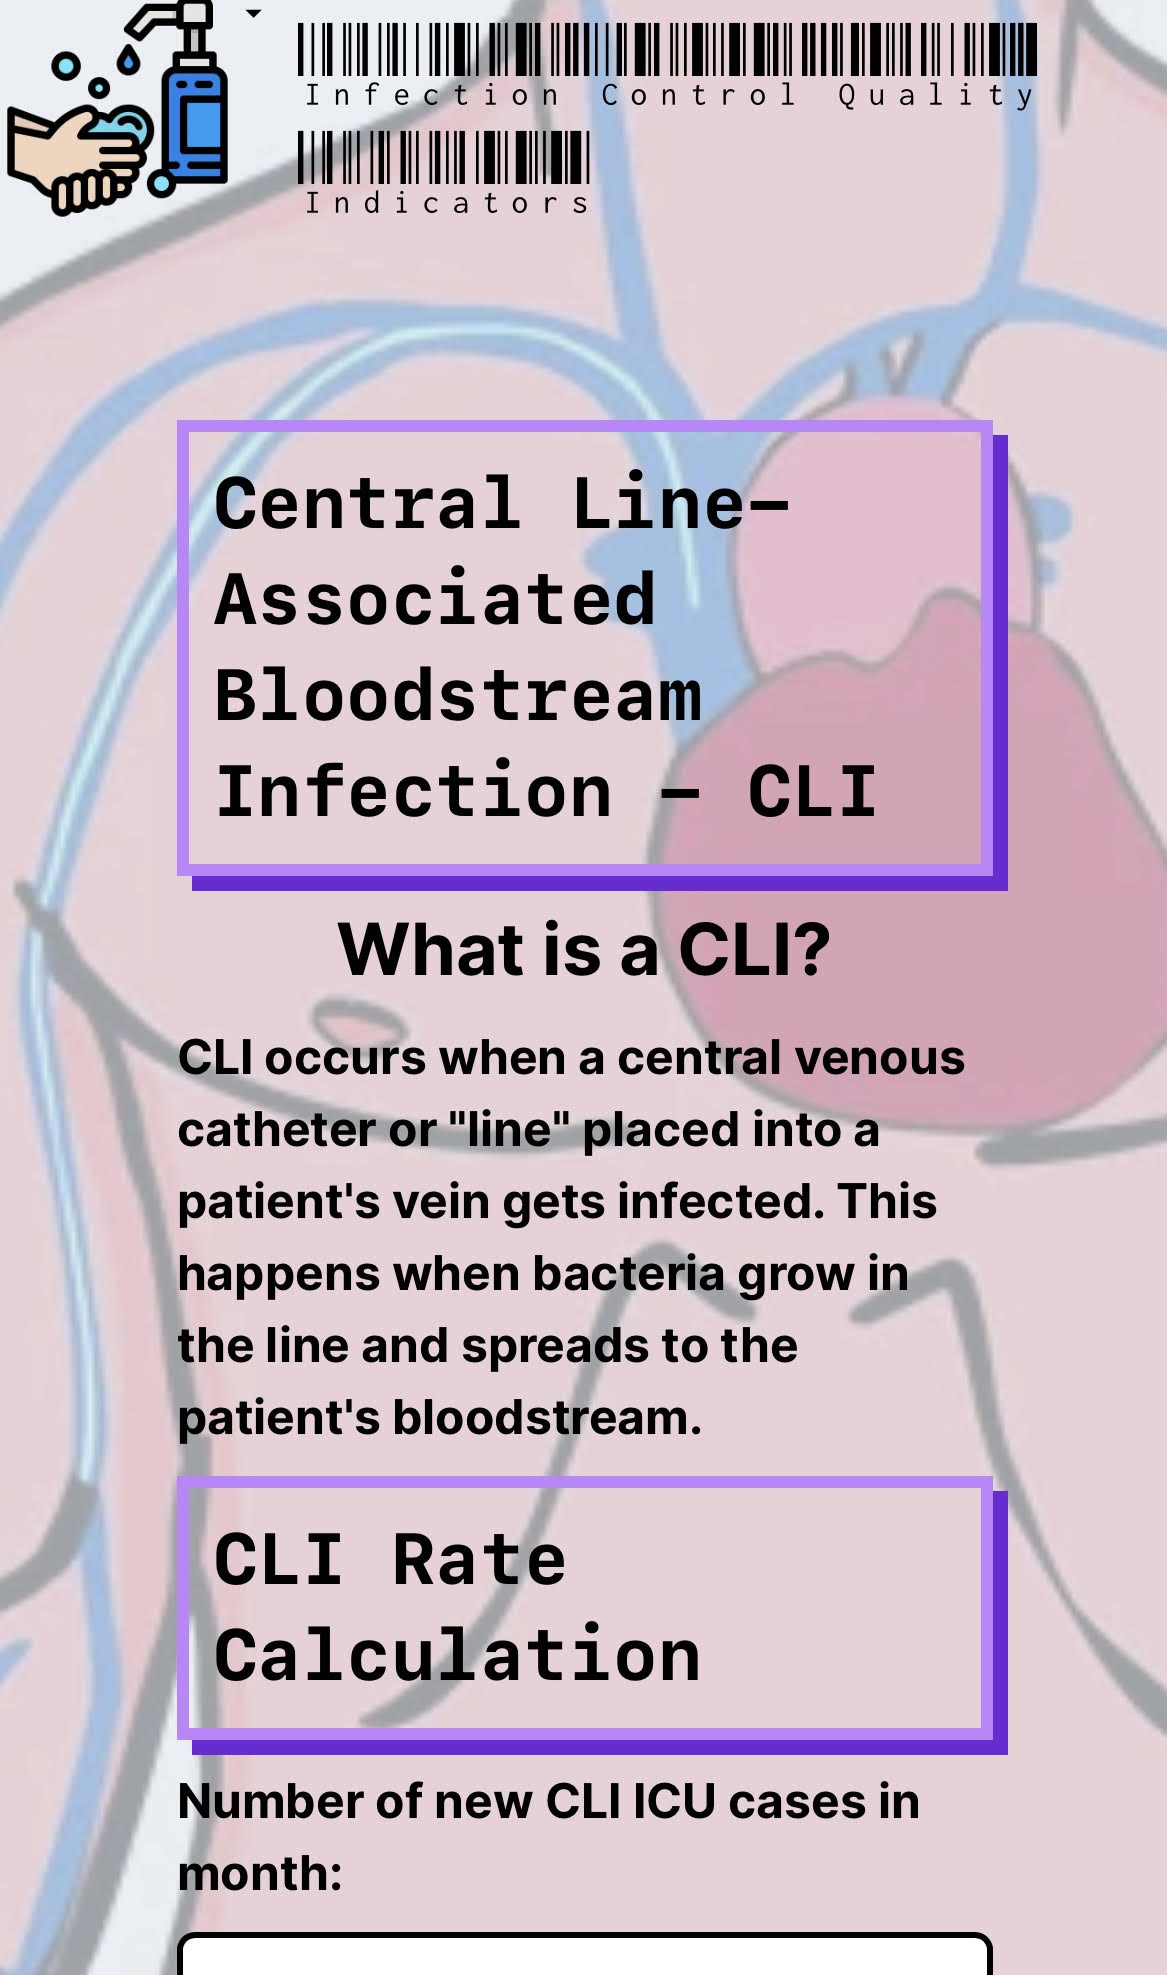 Infection Control Quality
Indicators
Central Line-
Associated
Bloodstream
Infection - CLI
What is a CLI?
CLI occurs when a central venous
catheter or "line" placed into a
patient's vein gets infected. This
happens when bacteria grow in
the line and spreads to the
patient's bloodstream.
CLI Rate
Calculation
Number of new CLI ICU cases in
month: